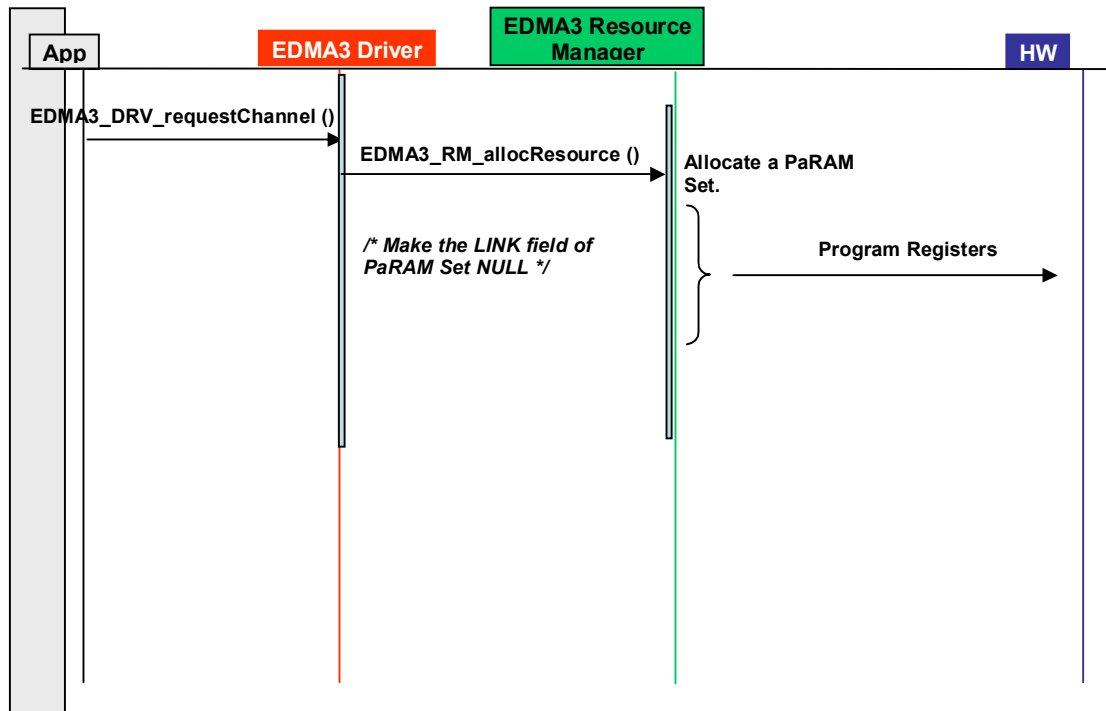 App
EDMA3 Driver
EDMA3 Resource
Manager
HW
EDMA3_DRV_requestChannel ()
EDMA3_RM_allocResource ()
Allocate a PaRAM
Set.
/* Make the LINK field of
PaRAM Set NULL */
Program Registers